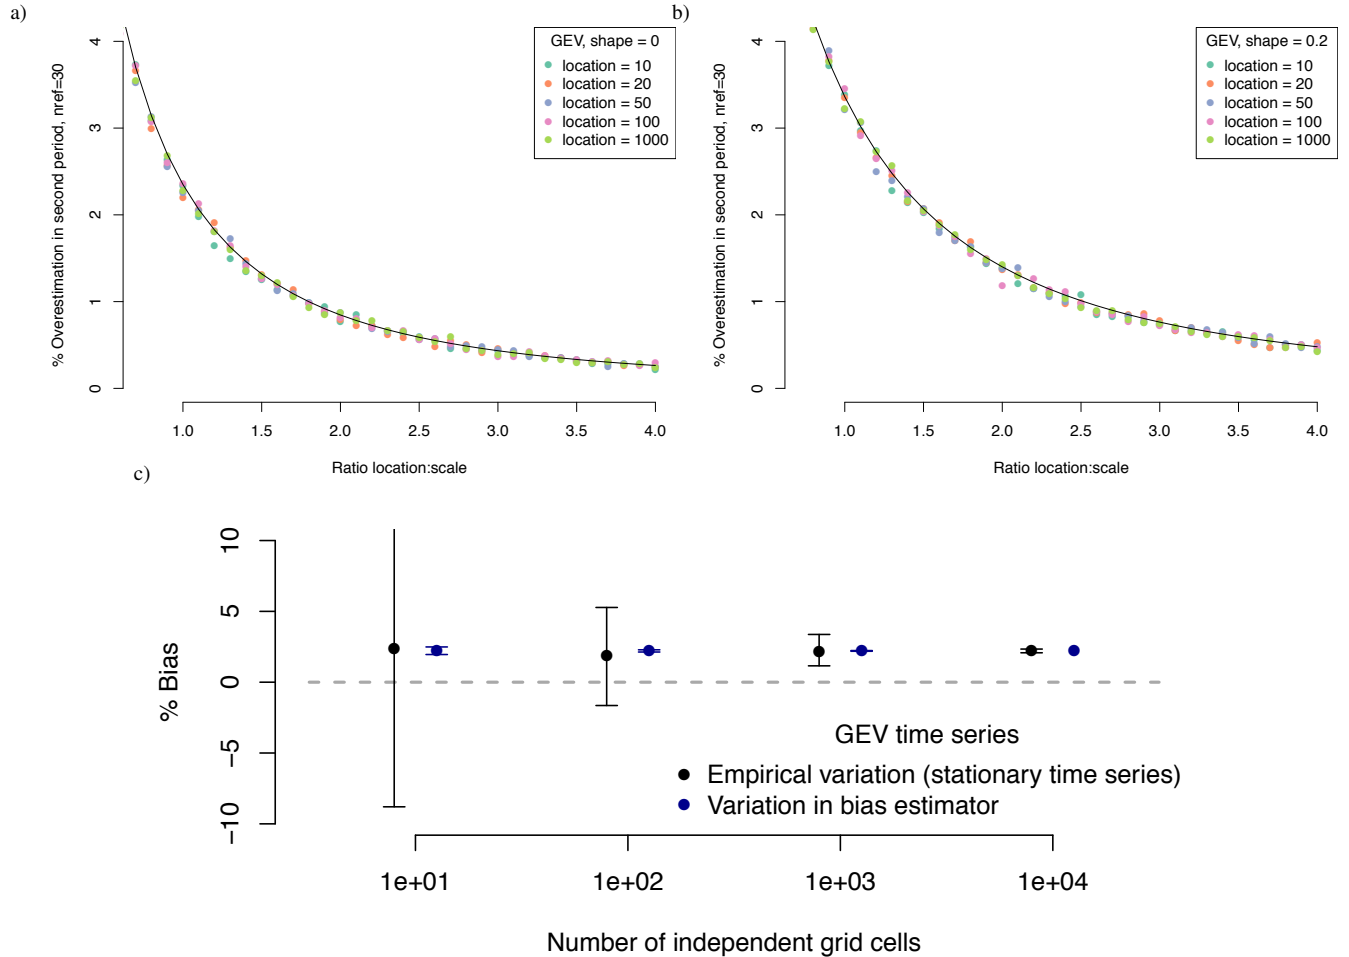 a)
% Overestimation in second period, nref=30
4
3
2
1
0
GEV, shape = 0
location = 10
location = 20
location = 50
location = 100
location = 1000
1.0 1.5 2.0 2.5 3.0 3.5 4.0
Ratio location:scale
b)
% Overestimation in second period, nref=30
4
3
2
1
0
GEV, shape = 0.2
location = 10
location = 20
location = 50
location = 100
location = 1000
1.0 1.5 2.0 2.5 3.0 3.5 4.0
Ratio location:scale
c)
% Bias
10
5
0
−5
−10
GEV time series
Empirical variation (stationary time series)
Variation in bias estimator
1e+01 1e+02 1e+03 1e+04
Number of independent grid cells